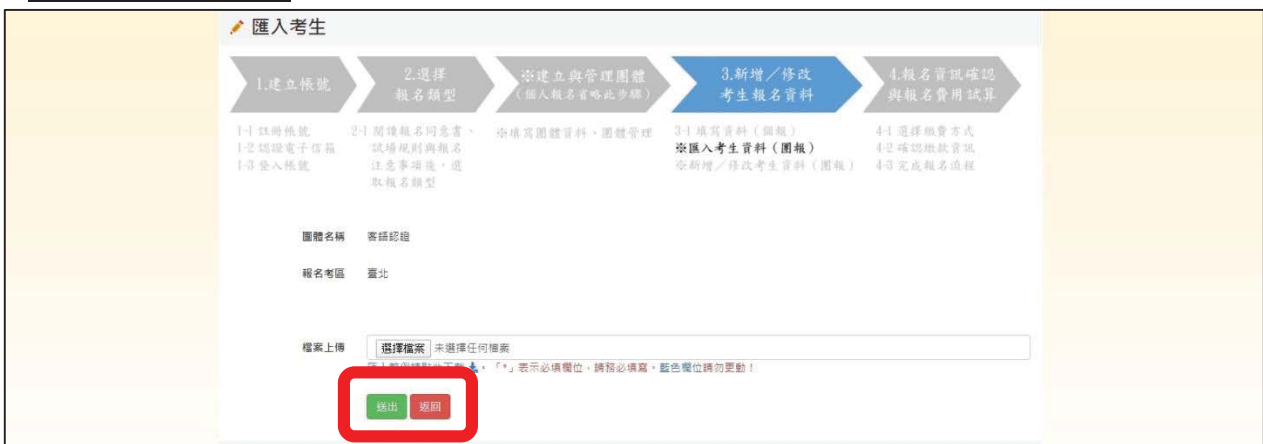 匯入考生
1.建立帳號
2.選擇
報名類型
※建立與管理團體
（個人報名省略此步驟）
3.新增／修改
考生報名資料
4.報名資訊確認
與報名費用試算
1-1 註冊帳號
1-2 認證電子信箱
1-3 登入帳號
2-1 閱讀報名同意書、
試場規則與報名
注意事項後，選
取報名類型
※填寫團體資料、團體管理
3-1 填寫資料（個報）
※匯入考生資料（團報）
※新增／修改考生資料（團報）
4-1 選擇繳費方式
4-2 確認繳款資訊
4-3 完成報名流程
團體名稱 客語認證
報名考區 臺北
檔案上傳 選擇檔案 未選擇任何檔案
「*」表示必填欄位，請務必填寫，藍色欄位請勿更動！
送出 返回